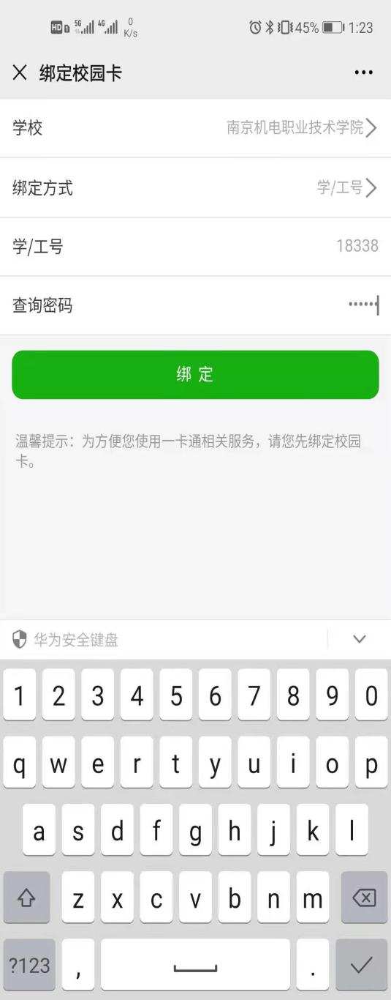 HD 5G 4G 0 K/s 45% 1:23
绑定校园卡
学校 南京机电职业技术学院
绑定方式 学/工号
学/工号 18338
查询密码 ••••••
绑 定
温馨提示：为方便您使用一卡通相关服务，请您先绑定校园
卡。
华为安全键盘
1 2 3 4 5 6 7 8 9 0
q w e r t y u i o p
a s d f g h j k l
z x c v b n m
?123 , .